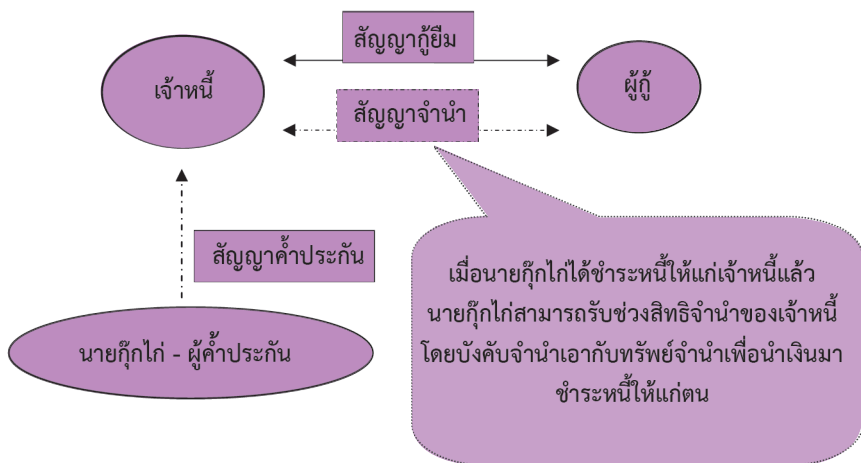 สัญญากู้ยืม
เจ้าหนี้
ผู้กู้
สัญญาจำนำ
สัญญาค้ำประกัน
เมื่อนายกุ๊กไก่ได้ชำระหนี้ให้แก่เจ้าหนี้แล้ว
นายกุ๊กไก่สามารถรับช่วงสิทธิจำนำของเจ้าหนี้
โดยบังคับจำนำเอากับทรัพย์จำนำเพื่อนำเงินมา
ชำระหนี้ให้แก่ตน
นายกุ๊กไก่ - ผู้ค้ำประกัน